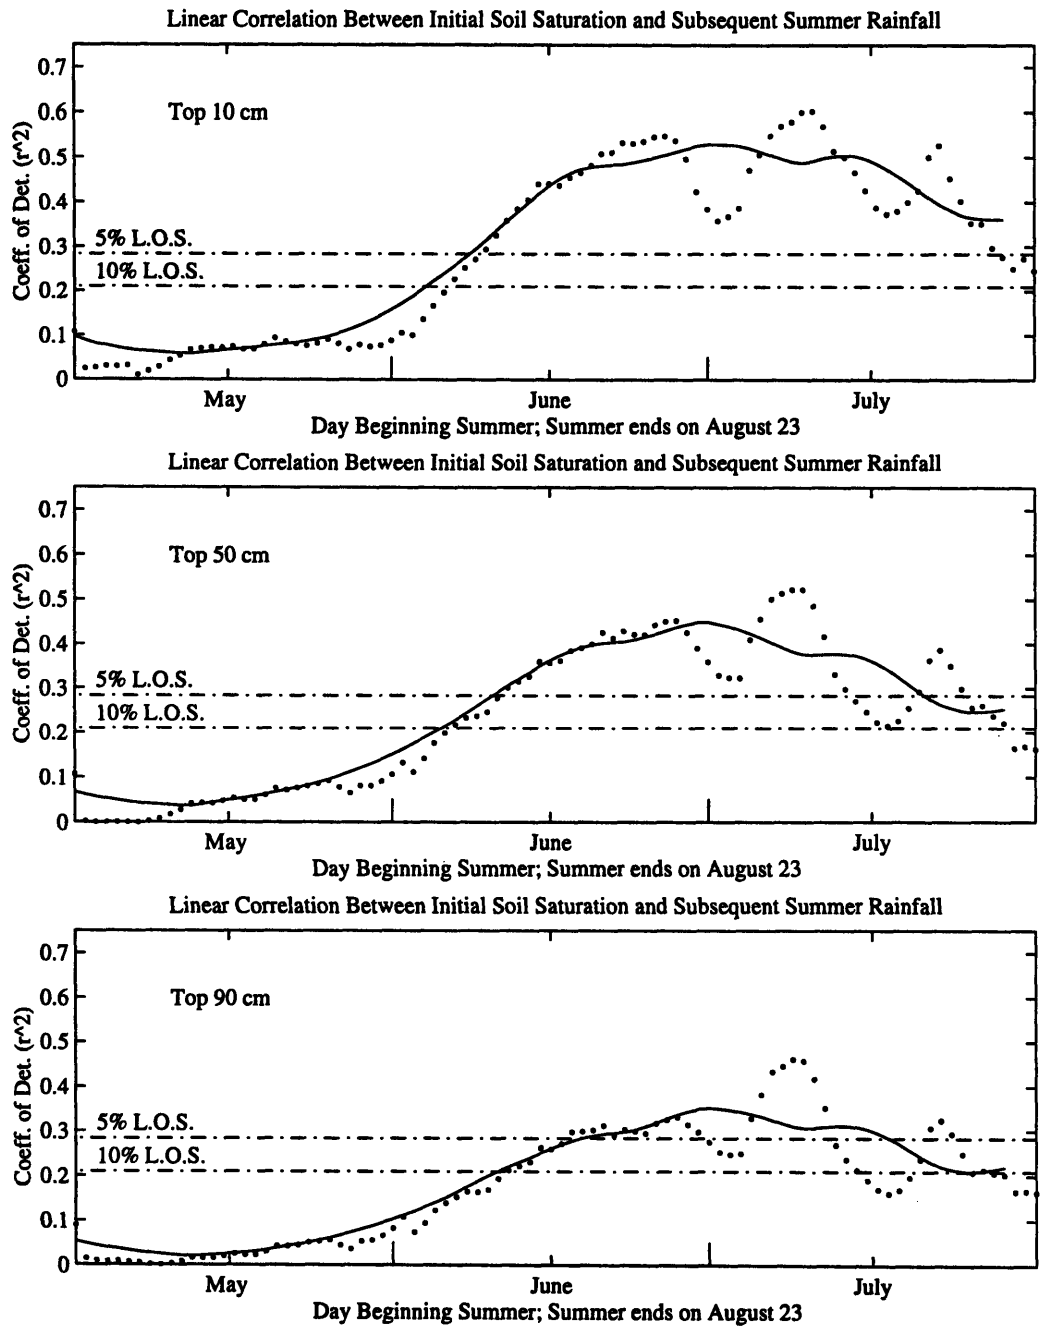 Linear Correlation Between Initial Soil Saturation and Subsequent Summer Rainfall
Coeff. of Det. (r^2)
0.7
0.6
0.5
0.4
0.3
0.2
0.1
0
Top 10 cm
5% L.O.S.
10% L.O.S.
May June July
Day Beginning Summer; Summer ends on August 23
Linear Correlation Between Initial Soil Saturation and Subsequent Summer Rainfall
Coeff. of Det. (r^2)
0.7
0.6
0.5
0.4
0.3
0.2
0.1
0
Top 50 cm
5% L.O.S.
10% L.O.S.
May June July
Day Beginning Summer; Summer ends on August 23
Linear Correlation Between Initial Soil Saturation and Subsequent Summer Rainfall
Coeff. of Det. (r^2)
0.7
0.6
0.5
0.4
0.3
0.2
0.1
0
Top 90 cm
5% L.O.S.
10% L.O.S.
May June July
Day Beginning Summer; Summer ends on August 23